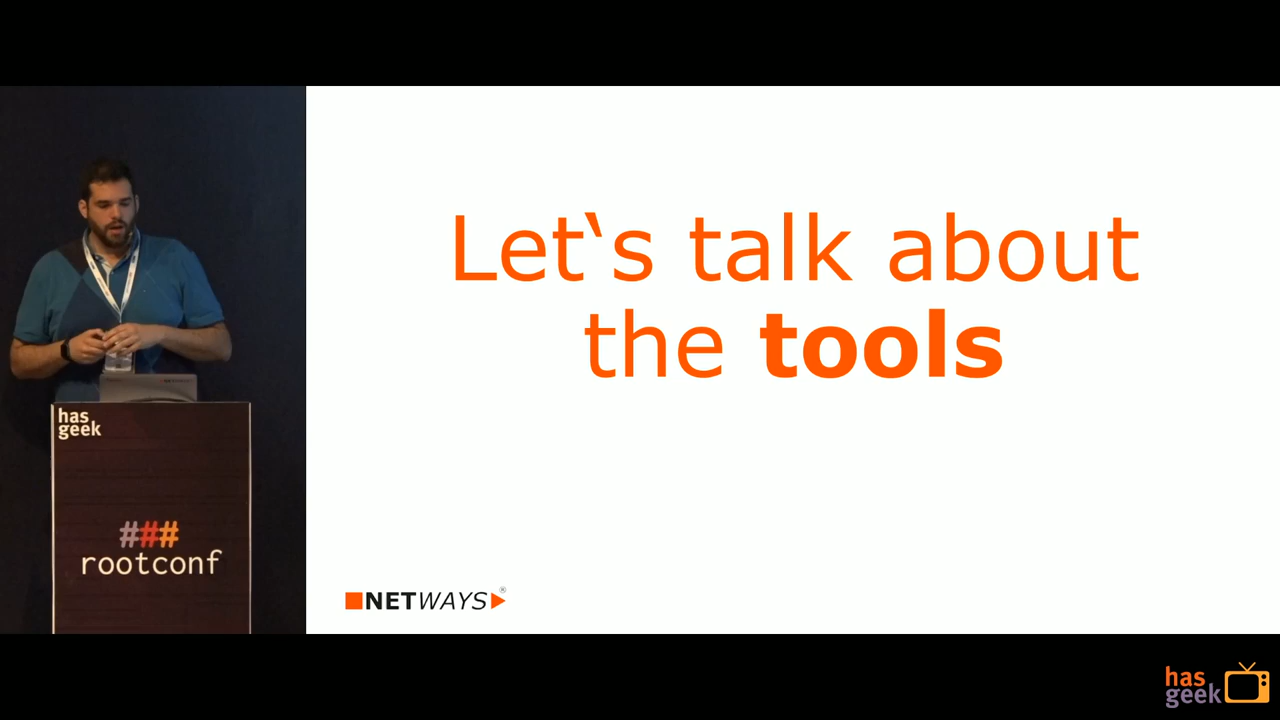 Let‘s talk about
the tools
has
geek
###
rootconf
NETWAYS®
has
geek